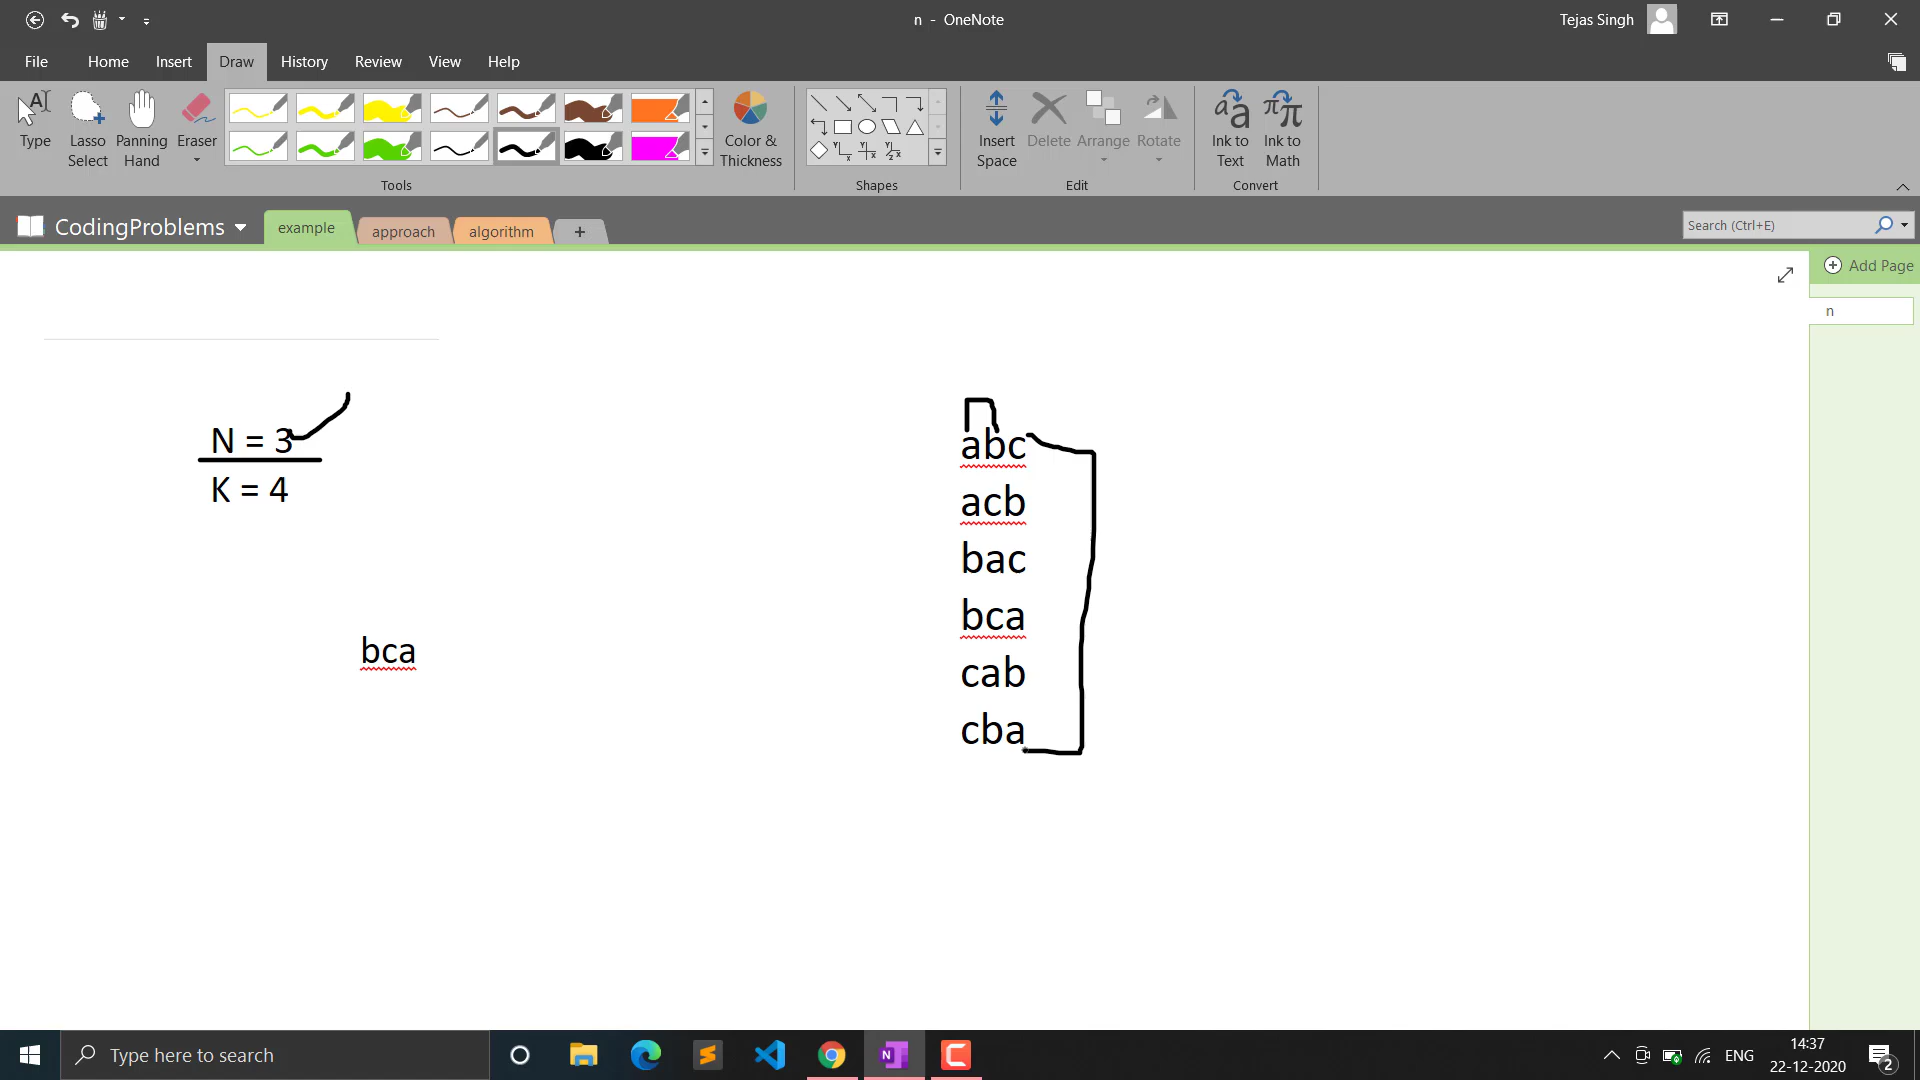 n - OneNote
Tejas Singh
File Home Insert Draw History Review View Help
Type
Lasso Select
Panning Hand
Eraser
Color & Thickness
Insert Space
Delete
Arrange
Rotate
Ink to Text
Ink to Math
Tools
Shapes
Edit
Convert
CodingProblems
example
approach
algorithm
+
Search (Ctrl+E)
Add Page
n
N = 3
K = 4
bca
abc
acb
bac
bca
cab
cba
Type here to search
ENG
14:37
22-12-2020
2